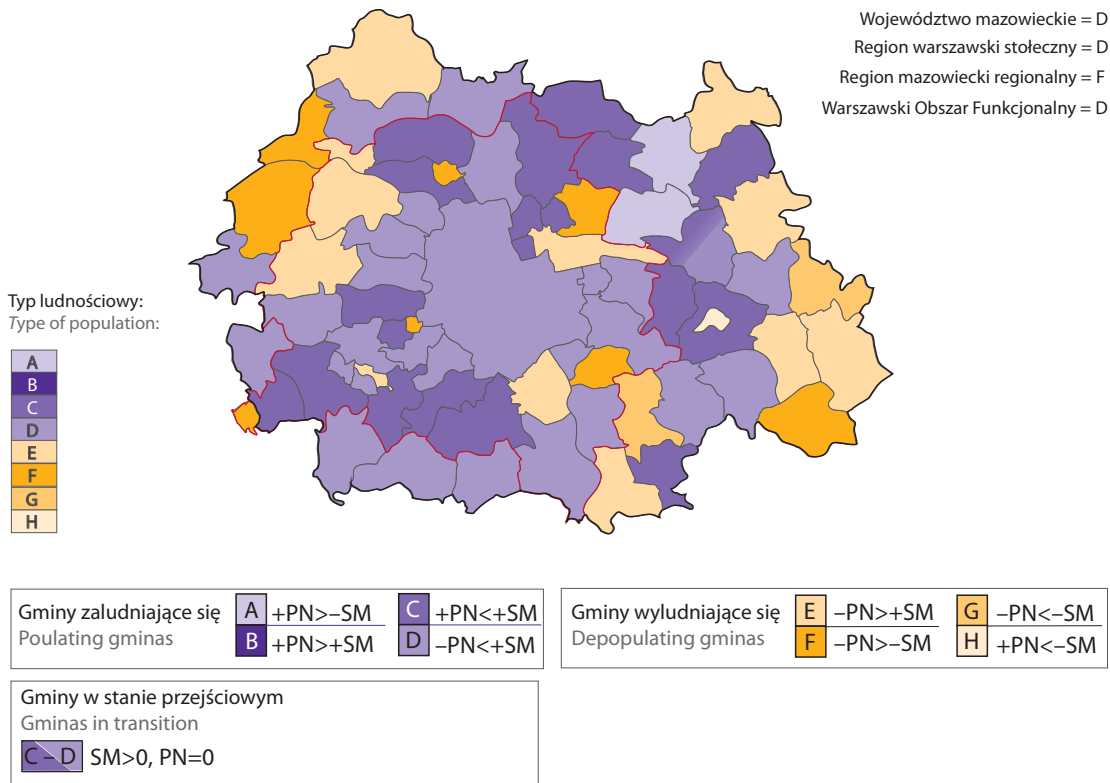 Województwo mazowieckie = D
Region warszawski stołeczny = D
Region mazowiecki regionalny = F
Warszawski Obszar Funkcjonalny = D
Typ ludnościowy:
Type of population:
A
B
C
D
E
F
G
H
Gminy zaludniające się
Poulating gminas
A +PN>–SM
B +PN>+SM
C +PN<+SM
D –PN<+SM
Gminy wyludniające się
Depopulating gminas
E –PN>+SM
F –PN>–SM
G –PN<–SM
H +PN<–SM
Gminy w stanie przejściowym
Gminas in transition
C – D SM>0, PN=0